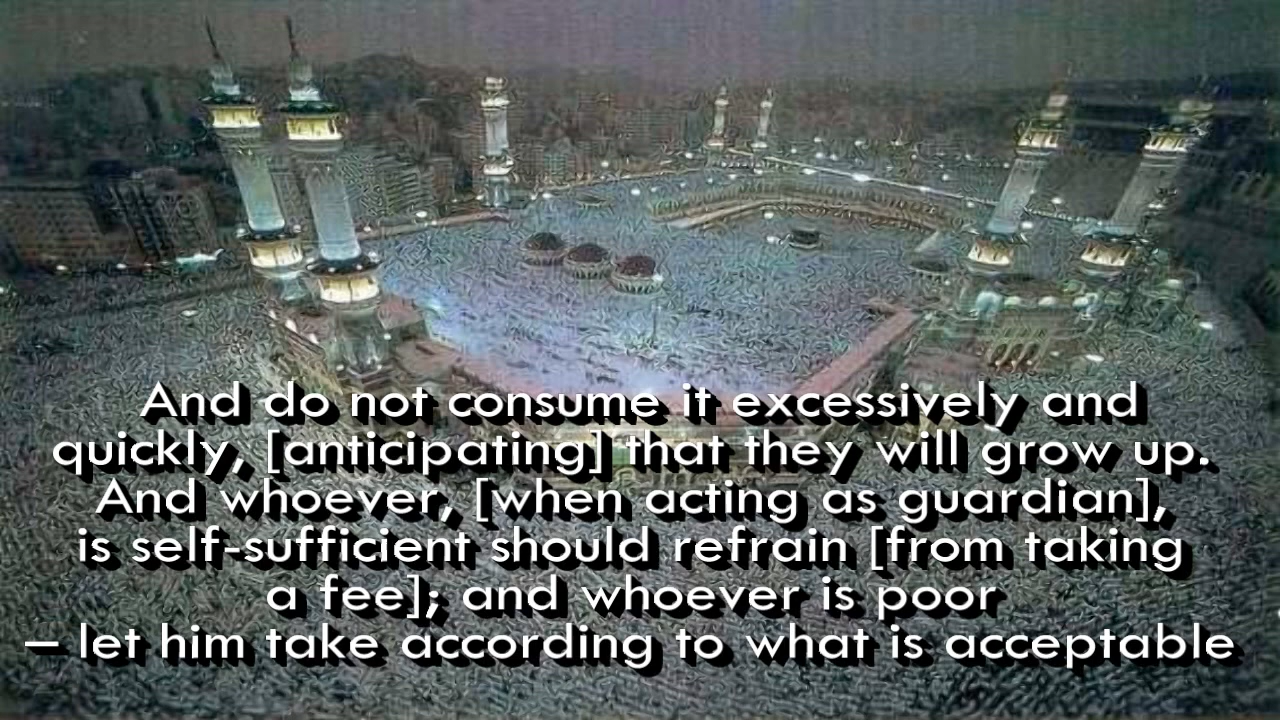 And do not consume it excessively and
quickly, [anticipating] that they will grow up.
And whoever, [when acting as guardian],
is self-sufficient should refrain [from taking
a fee]; and whoever is poor
– let him take according to what is acceptable